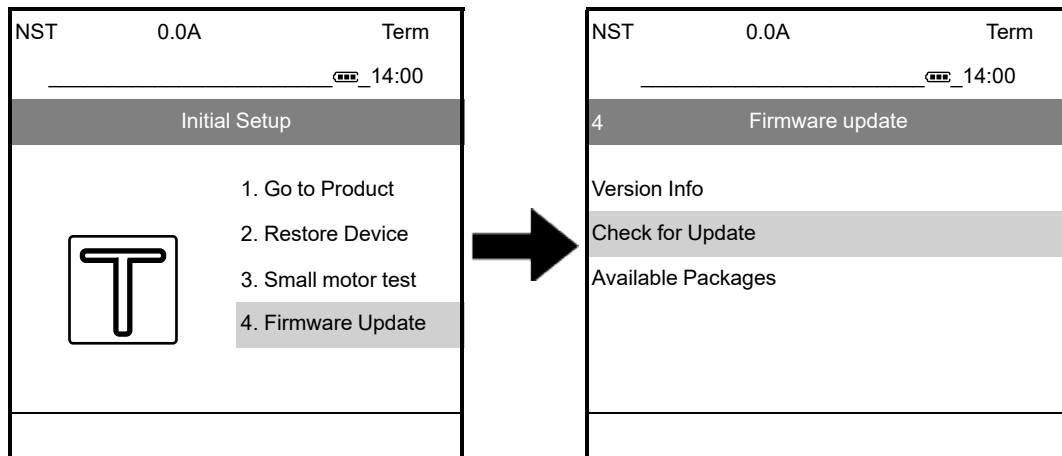 NST 0.0A Term
14:00
Initial Setup
1. Go to Product
2. Restore Device
3. Small motor test
4. Firmware Update
T
NST 0.0A Term
14:00
4 Firmware update
Version Info
Check for Update
Available Packages